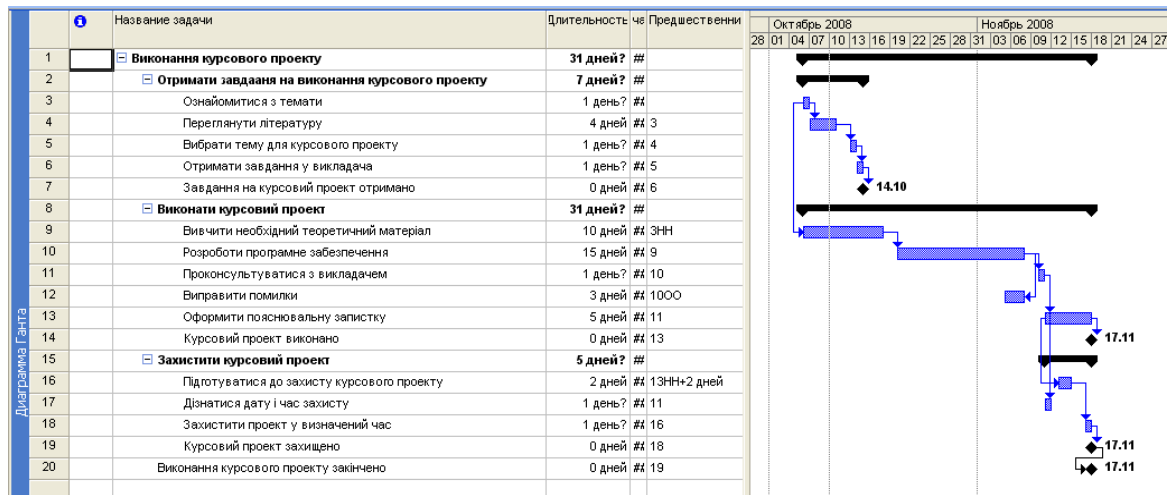 Название задачи Длительность ча Предшественни
Октябрь 2008 Ноябрь 2008
28 01 04 07 10 13 16 19 22 25 28 31 03 06 09 12 15 18 21 24 27
1 Виконання курсового проекту 31 дней? ##
2 Отримати завдааня на виконання курсового проекту 7 дней? ##
3 Ознайомитися з темати 1 день? ##
4 Переглянути літературу 4 дней ## 3
5 Вибрати тему для курсового проекту 1 день? ## 4
6 Отримати завдання у викладача 1 день? ## 5
7 Завдання на курсовий проект отримано 0 дней ## 6 14.10
8 Виконати курсовий проект 31 дней? ##
9 Вивчити необхідний теоретичний матеріал 10 дней ## 3НН
10 Розроботи програмне забезпечення 15 дней ## 9
11 Проконсультуватися з викладачем 1 день? ## 10
12 Виправити помилки 3 дней ## 10ОО
13 Оформити пояснювальну запистку 5 дней ## 11
14 Курсовий проект виконано 0 дней ## 13 17.11
15 Захистити курсовий проект 5 дней? ##
16 Підготуватися до захисту курсового проекту 2 дней ## 13НН+2 дней
17 Дізнатися дату і час захисту 1 день? ## 11
18 Захистити проект у визначений час 1 день? ## 16
19 Курсовий проект захищено 0 дней ## 18 17.11
20 Виконання курсового проекту закінчено 0 дней ## 19 17.11
Диаграмма Ганта